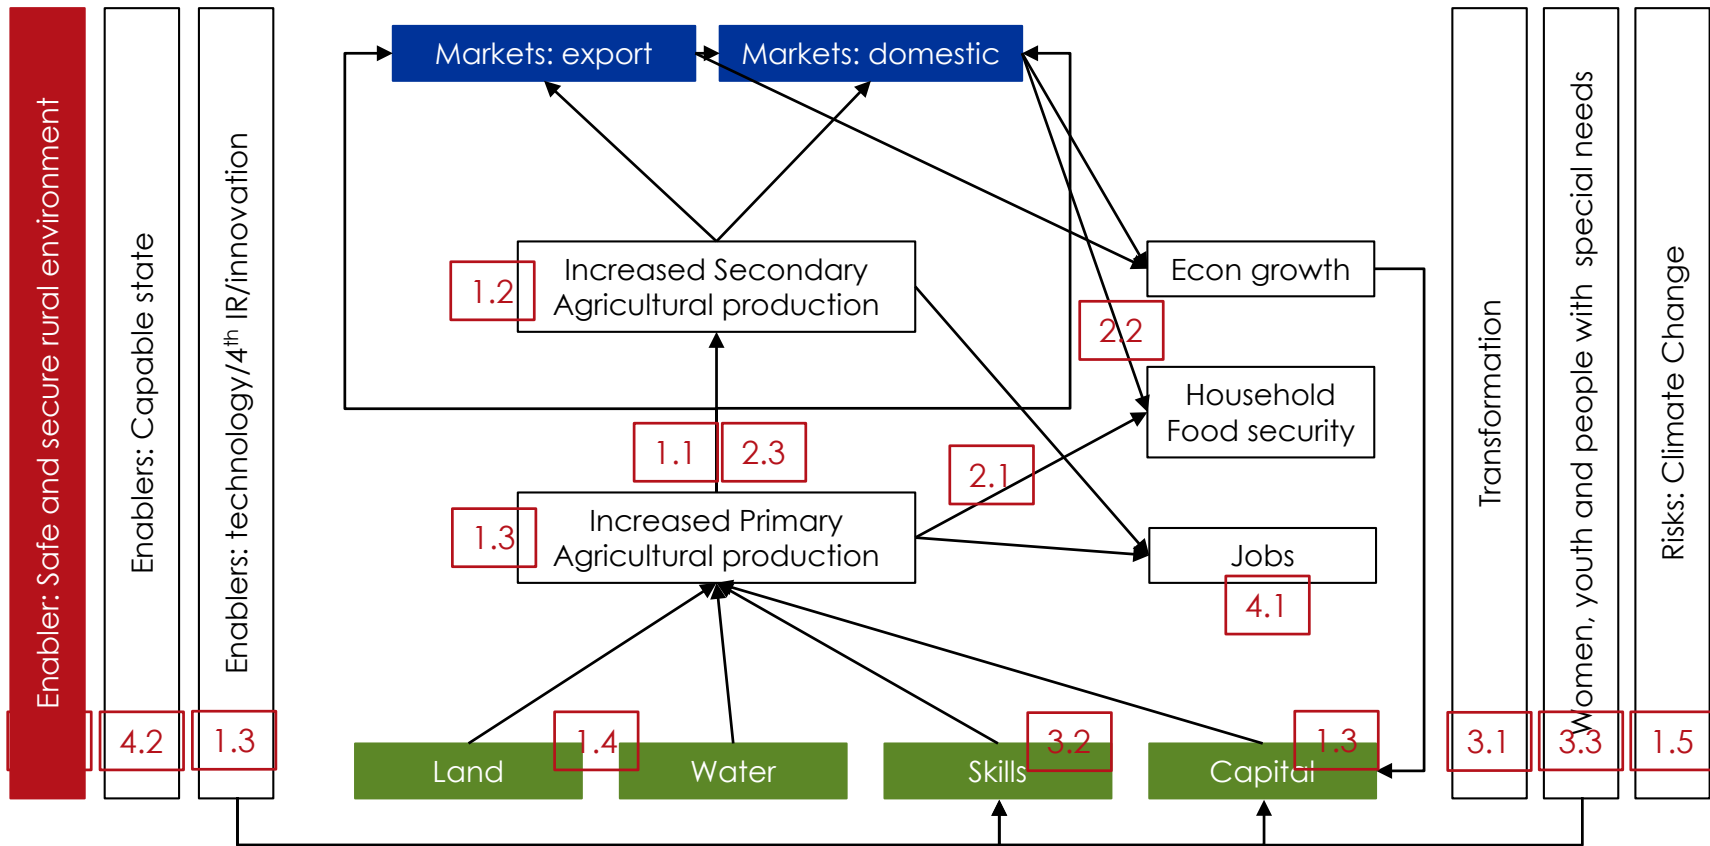 Enabler: Safe and secure rural environment
Enablers: Capable state
4.2
Enablers: technology/4th IR/innovation
1.3
Markets: export
Markets: domestic
1.2
Increased Secondary
Agricultural production
Econ growth
2.2
Household
Food security
1.1
2.3
2.1
1.3
Increased Primary
Agricultural production
Jobs
4.1
Land
1.4
Water
Skills
3.2
Capital
1.3
Transformation
3.1
Women, youth and people with special needs
3.3
Risks: Climate Change
1.5